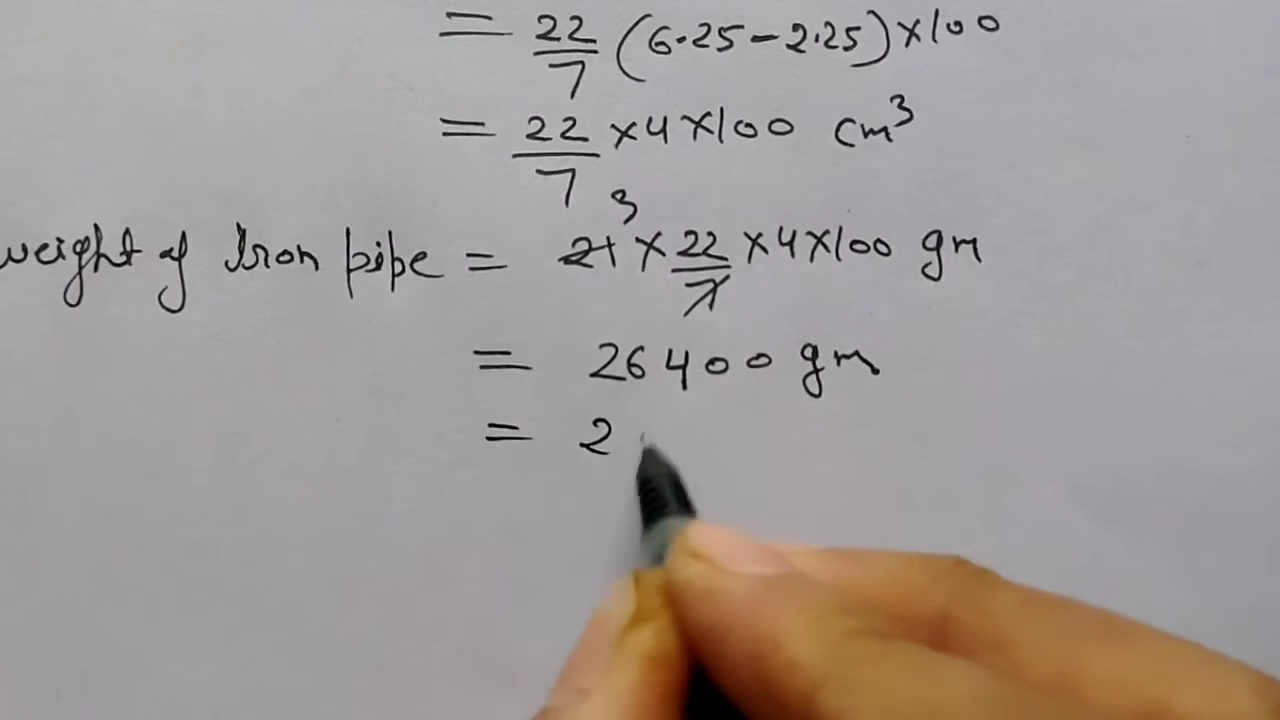 = 22/7 (6.25-2.25)×100
= 22/7 ×4×100 cm³
3
weight of Iron pipe = 21 × 22/7 ×4×100 gm
= 26400 gm
= 2